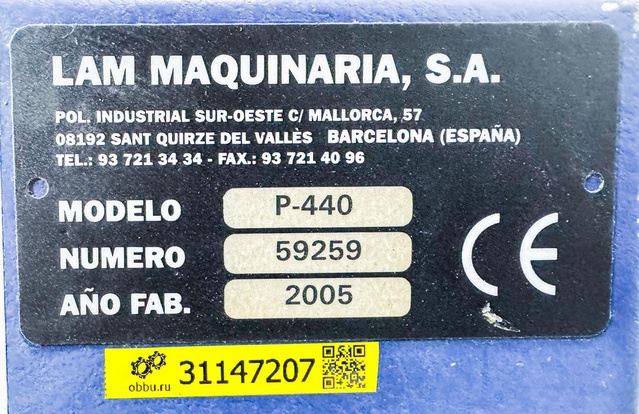 LAM MAQUINARIA, S.A.
POL. INDUSTRIAL SUR-OESTE C/ MALLORCA, 57
08192 SANT QUIRZE DEL VALLÈS BARCELONA (ESPAÑA)
TEL.: 93 721 34 34 - FAX.: 93 721 40 96
MODELO P-440
NUMERO 59259
AÑO FAB. 2005
CE
obbu.ru 31147207